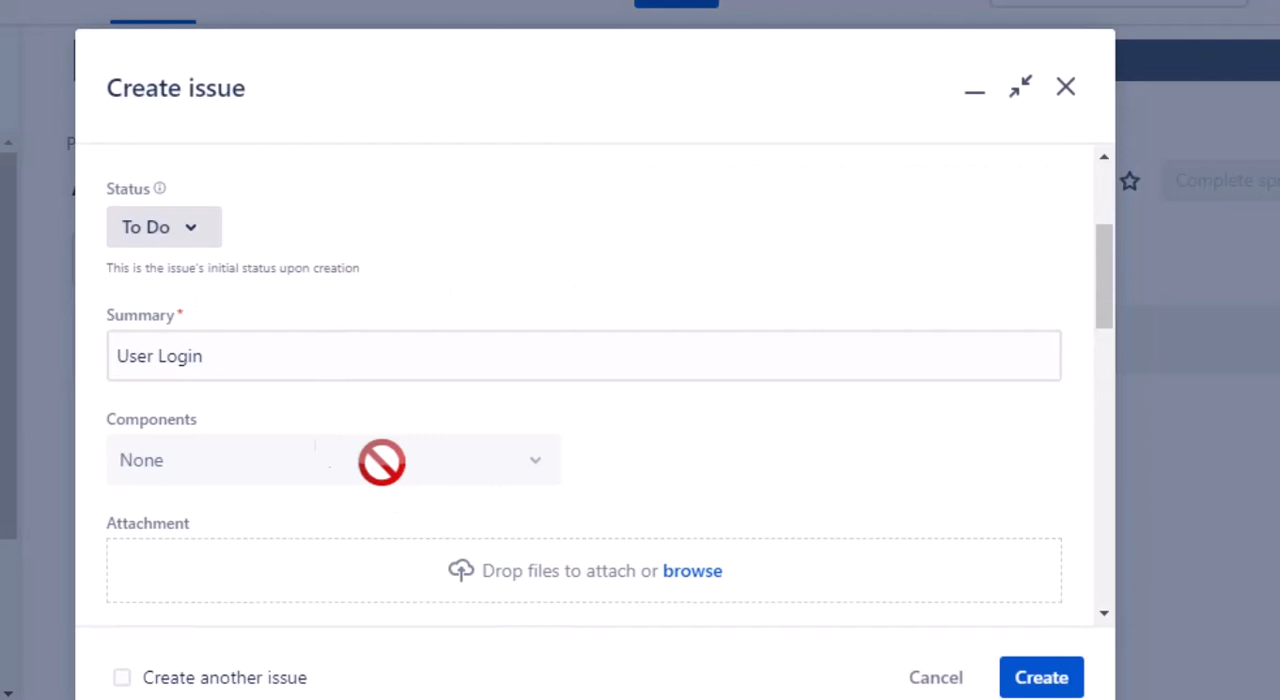 Create issue
Status
To Do
This is the issue's initial status upon creation
Summary*
User Login
Components
None
Attachment
Drop files to attach or browse
Create another issue
Cancel
Create
Complete